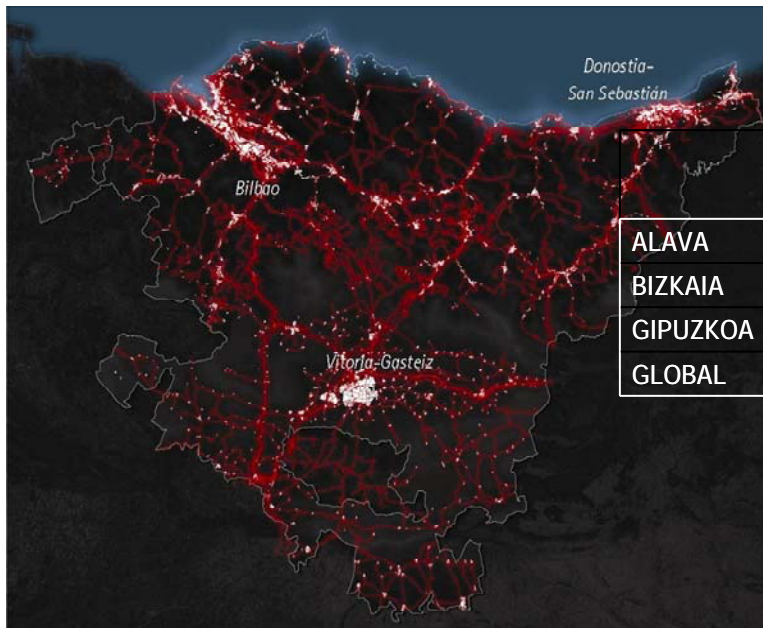 Donostia-
San Sebastián
Bilbao
ALAVA
BIZKAIA
GIPUZKOA
Vitoria-Gasteiz
GLOBAL